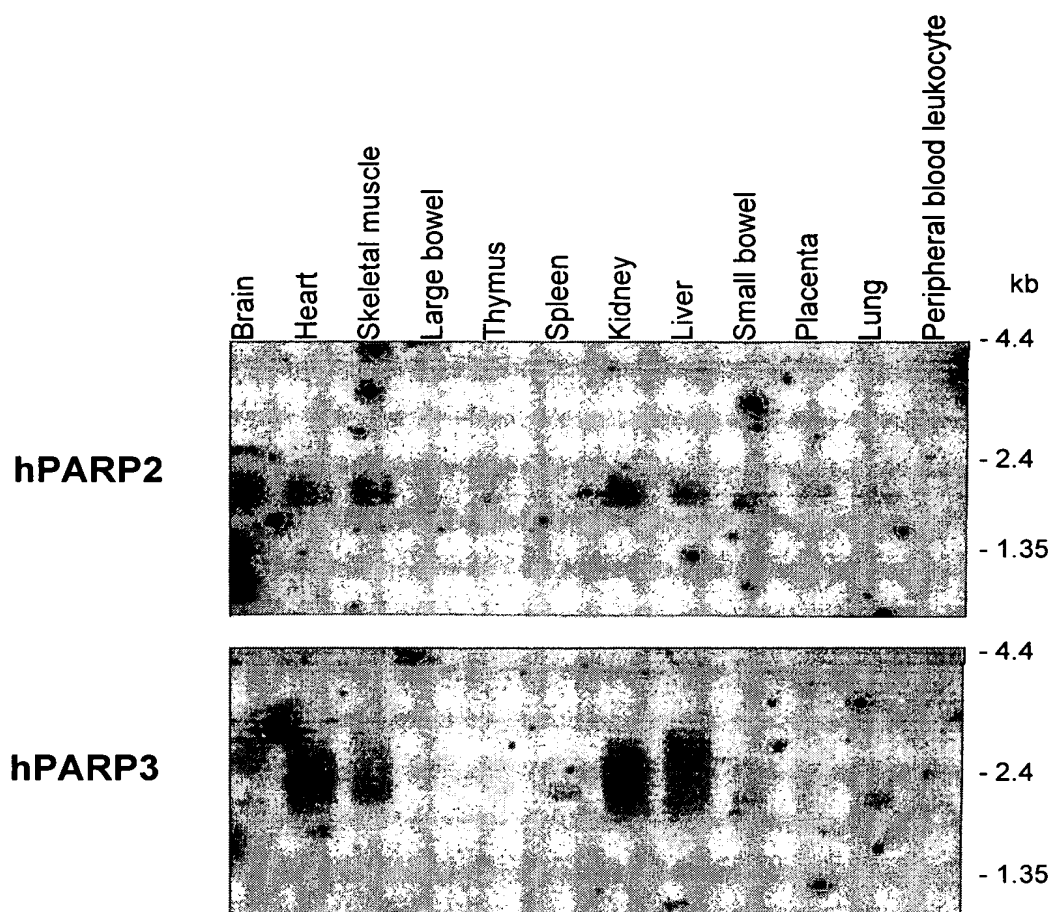 Brain
Heart
Skeletal muscle
Large bowel
Thymus
Spleen
Kidney
Liver
Small bowel
Placenta
Lung
Peripheral blood leukocyte
kb
- 4.4
hPARP2
- 2.4
- 1.35
- 4.4
hPARP3
- 2.4
- 1.35